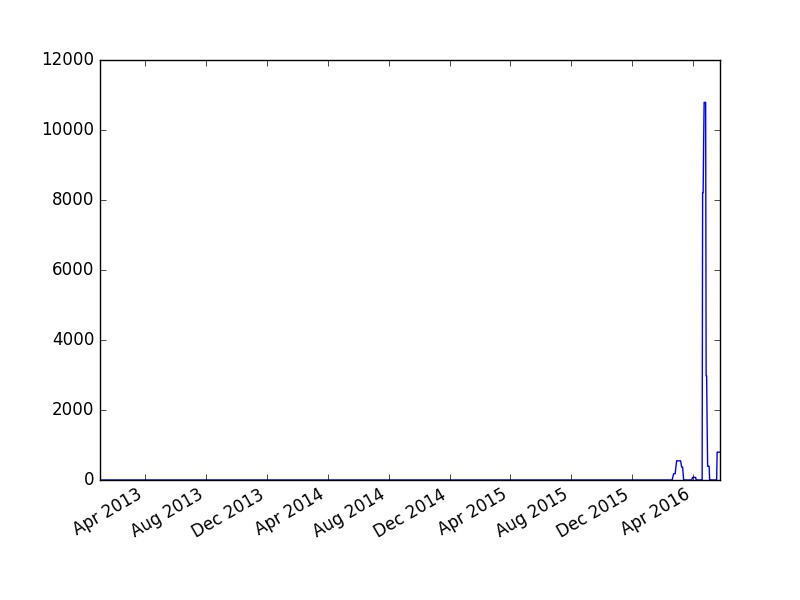 12000
10000
8000
6000
4000
2000
0
Apr 2013
Aug 2013
Dec 2013
Apr 2014
Aug 2014
Dec 2014
Apr 2015
Aug 2015
Dec 2015
Apr 2016